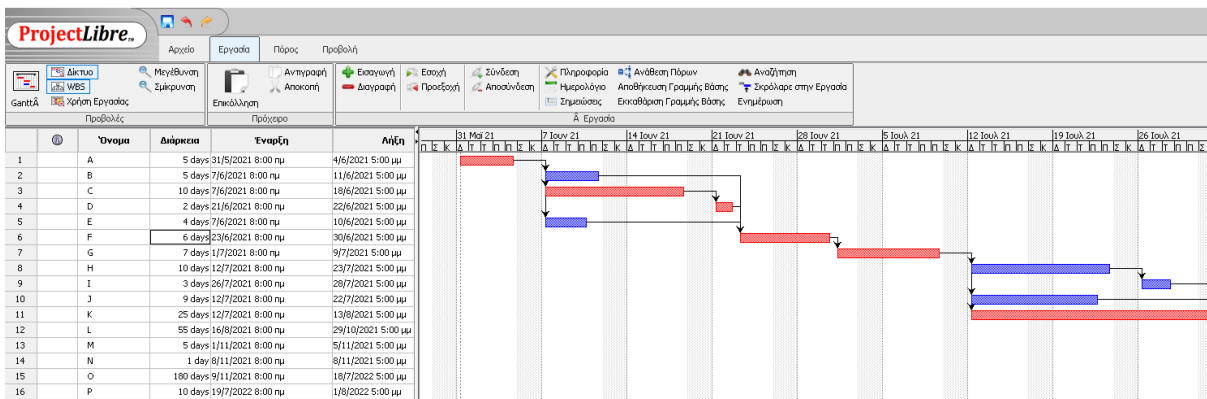 ProjectLibre™
Αρχείο Εργασία Πόρος Προβολή
Δίκτυο Μεγέθυνση Αντιγραφή Εισαγωγή Εσοχή Σύνδεση Πληροφορία Ανάθεση Πόρων Αναζήτηση
WBS Σμίκρυνση Αποκοπή Διαγραφή Προεξοχή Αποσύνδεση Ημερολόγιο Αποθήκευση Γραμμής Βάσης Σκρόλαρε στην Εργασία
GanttÂ Χρήση Εργασίας Επικόλληση Σημειώσεις Εκκαθάριση Γραμμής Βάσης Ενημέρωση
Προβολές Πρόχειρο Â Εργασία
Όνομα Διάρκεια Έναρξη Λήξη 31 Μαϊ 21 7 Ιουν 21 14 Ιουν 21 21 Ιουν 21 28 Ιουν 21 5 Ιουλ 21 12 Ιουλ 21 19 Ιουλ 21 26 Ιουλ 21
Π Σ Κ Δ Τ Τ Π Π Σ Κ Δ Τ Τ Π Π Σ Κ Δ Τ Τ Π Π Σ Κ Δ Τ Τ Π Π Σ Κ Δ Τ Τ Π Π Σ Κ Δ Τ Τ Π Π Σ Κ Δ Τ Τ Π Π Σ Κ Δ Τ Τ Π Π Σ Κ Δ Τ Τ Π Π Σ
1 A 5 days 31/5/2021 8:00 πμ 4/6/2021 5:00 μμ
2 B 5 days 7/6/2021 8:00 πμ 11/6/2021 5:00 μμ
3 C 10 days 7/6/2021 8:00 πμ 18/6/2021 5:00 μμ
4 D 2 days 21/6/2021 8:00 πμ 22/6/2021 5:00 μμ
5 E 4 days 7/6/2021 8:00 πμ 10/6/2021 5:00 μμ
6 F 6 days 23/6/2021 8:00 πμ 30/6/2021 5:00 μμ
7 G 7 days 1/7/2021 8:00 πμ 9/7/2021 5:00 μμ
8 H 10 days 12/7/2021 8:00 πμ 23/7/2021 5:00 μμ
9 I 3 days 26/7/2021 8:00 πμ 28/7/2021 5:00 μμ
10 J 9 days 12/7/2021 8:00 πμ 22/7/2021 5:00 μμ
11 K 25 days 12/7/2021 8:00 πμ 13/8/2021 5:00 μμ
12 L 55 days 16/8/2021 8:00 πμ 29/10/2021 5:00 μμ
13 M 5 days 1/11/2021 8:00 πμ 5/11/2021 5:00 μμ
14 N 1 day 8/11/2021 8:00 πμ 8/11/2021 5:00 μμ
15 O 180 days 9/11/2021 8:00 πμ 18/7/2022 5:00 μμ
16 P 10 days 19/7/2022 8:00 πμ 1/8/2022 5:00 μμ